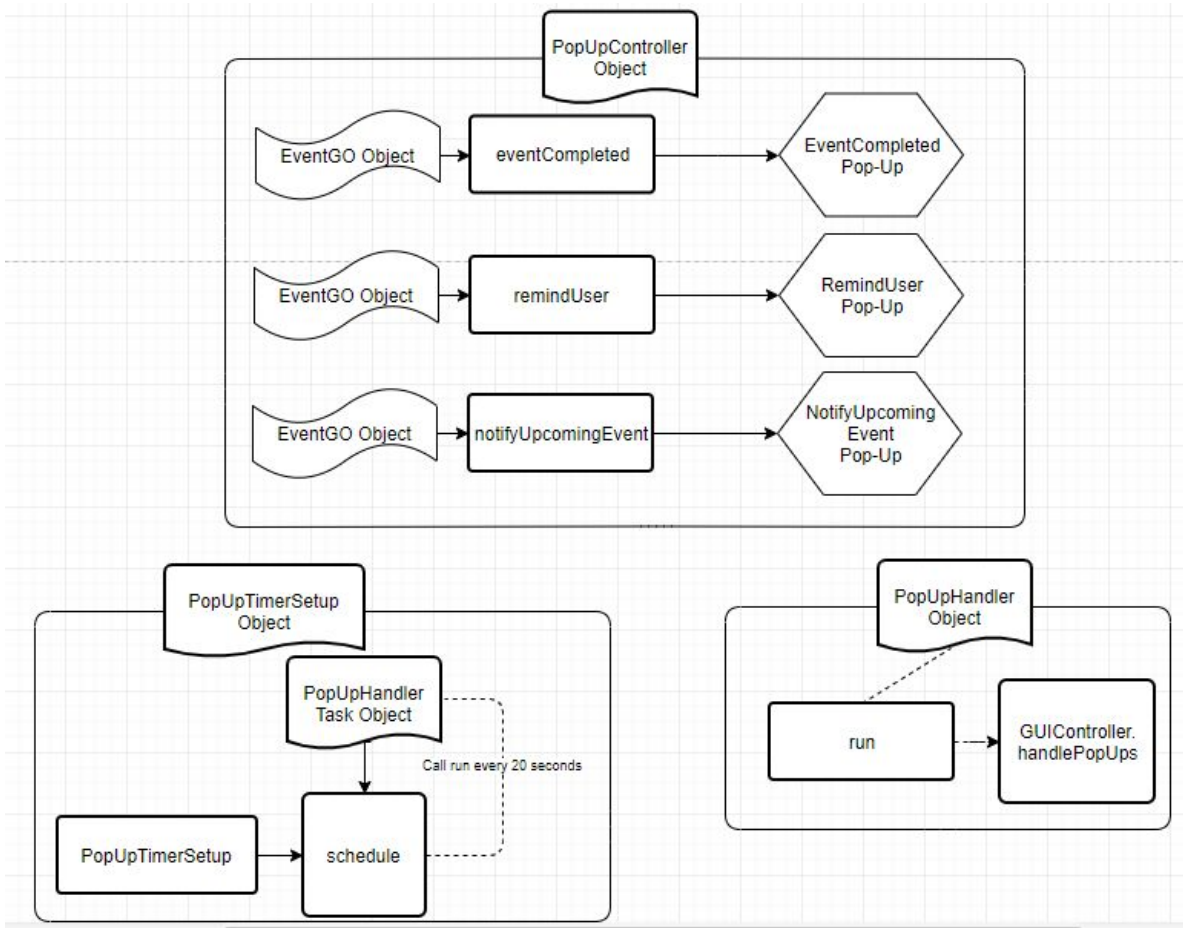 PopUpController
Object
EventGO Object
eventCompleted
EventCompleted
Pop-Up
EventGO Object
remindUser
RemindUser
Pop-Up
EventGO Object
notifyUpcomingEvent
NotifyUpcoming
Event
Pop-Up
PopUpTimerSetup
Object
PopUpHandler
Task Object
Call run every 20 seconds
PopUpTimerSetup
schedule
PopUpHandler
Object
run
GUIController.
handlePopUps